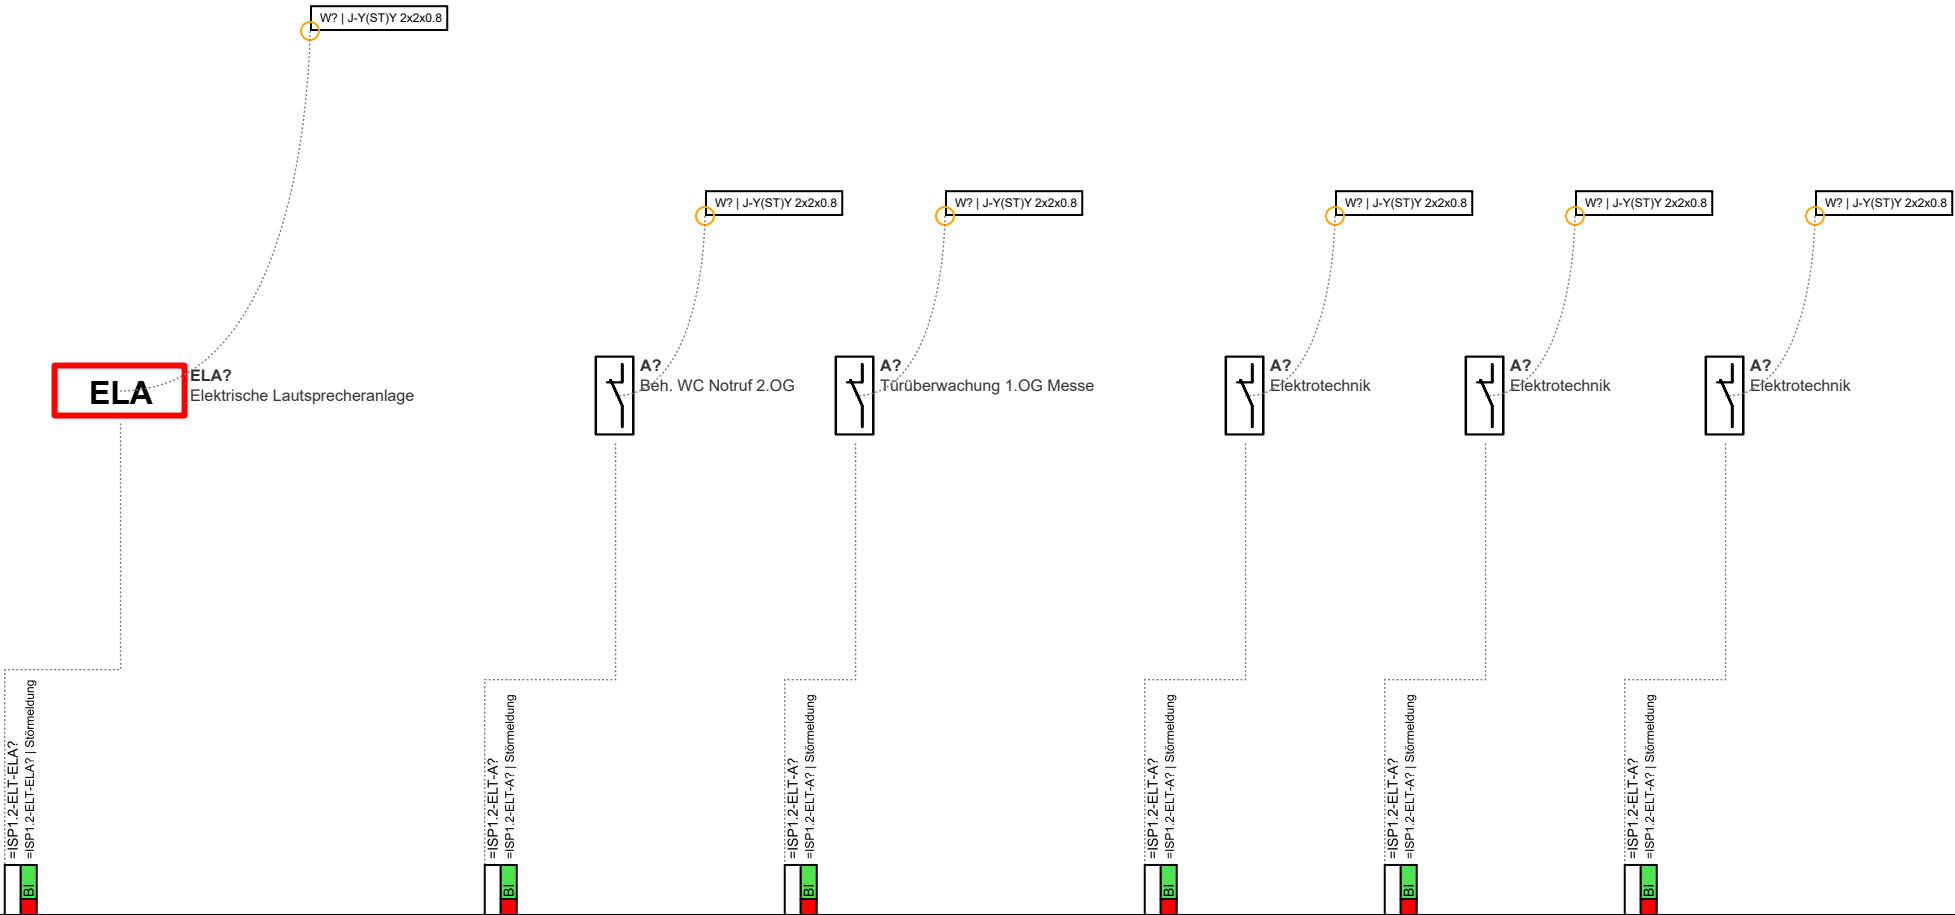 W? | J-Y(ST)Y 2x2x0.8
W? | J-Y(ST)Y 2x2x0.8
W? | J-Y(ST)Y 2x2x0.8
W? | J-Y(ST)Y 2x2x0.8
W? | J-Y(ST)Y 2x2x0.8
W? | J-Y(ST)Y 2x2x0.8
ELA
ELA?
Elektrische Lautsprecheranlage
A?
Beh. WC Notruf 2.OG
A?
Türüberwachung 1.OG Messe
A?
Elektrotechnik
A?
Elektrotechnik
A?
Elektrotechnik
=ISP1.2-ELT-ELA?
=ISP1.2-ELT-ELA? | Störmeldung
BI
=ISP1.2-ELT-A?
=ISP1.2-ELT-A? | Störmeldung
BI
=ISP1.2-ELT-A?
=ISP1.2-ELT-A? | Störmeldung
BI
=ISP1.2-ELT-A?
=ISP1.2-ELT-A? | Störmeldung
BI
=ISP1.2-ELT-A?
=ISP1.2-ELT-A? | Störmeldung
BI
=ISP1.2-ELT-A?
=ISP1.2-ELT-A? | Störmeldung
BI